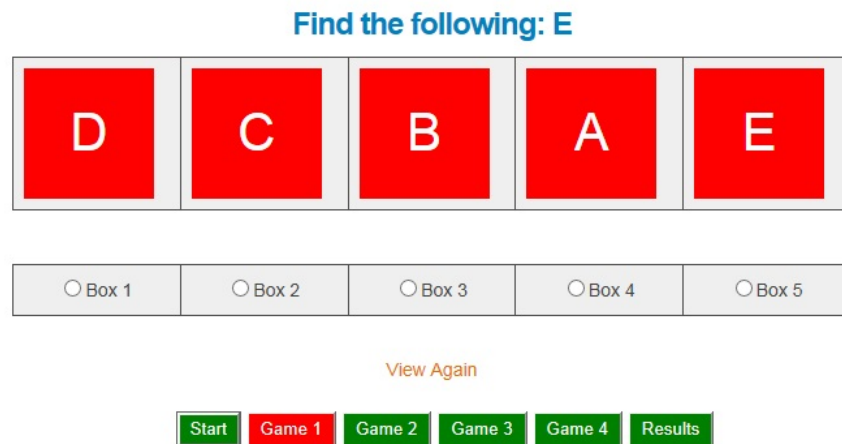 Find the following: E
D C B A E
Box 1 Box 2 Box 3 Box 4 Box 5
View Again
Start Game 1 Game 2 Game 3 Game 4 Results